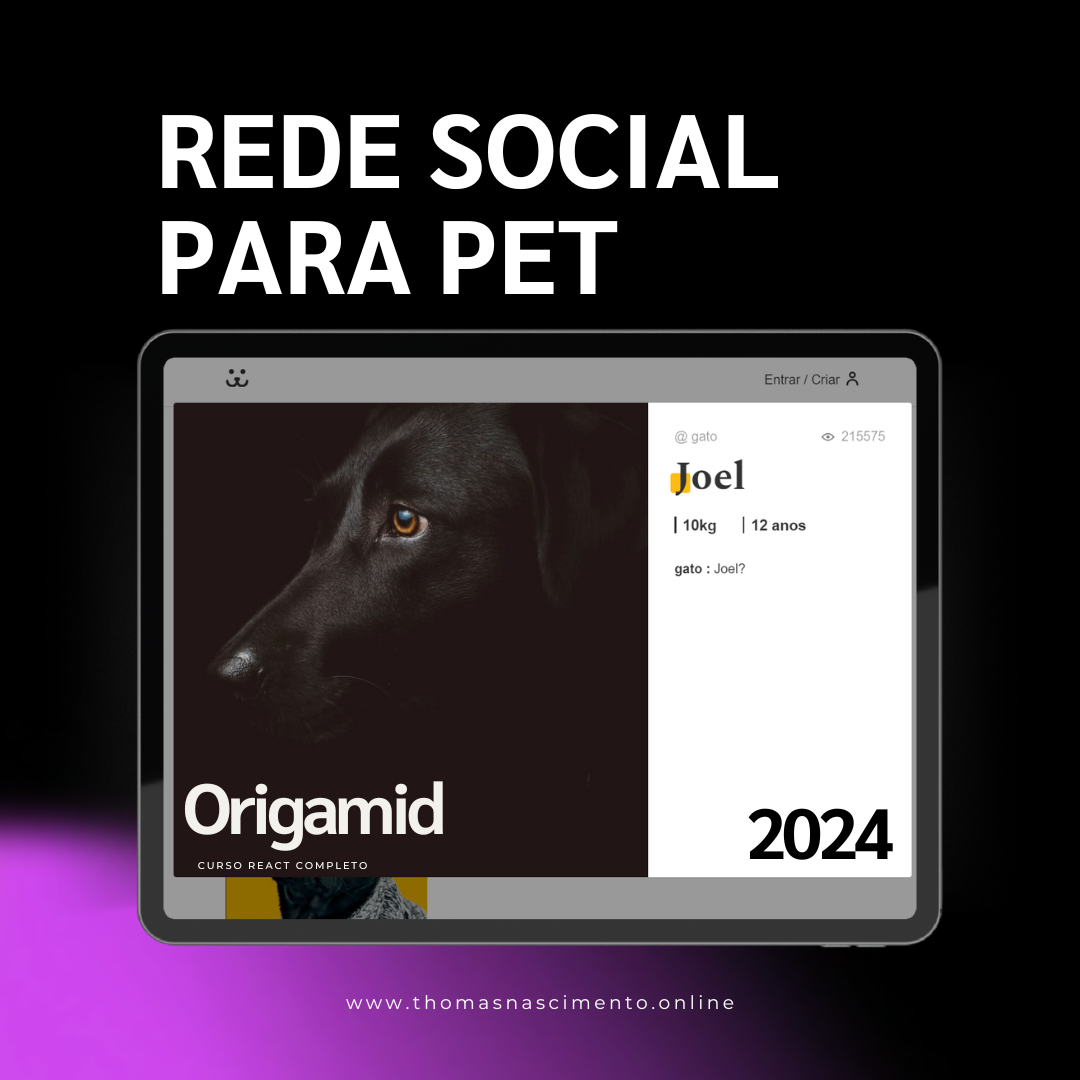 REDE SOCIAL
PARA PET
Entrar / Criar
@ gato
215575
Joel
10kg
12 anos
gato : Joel?
Origamid
CURSO REACT COMPLETO
2024
www.thomasnascimento.online